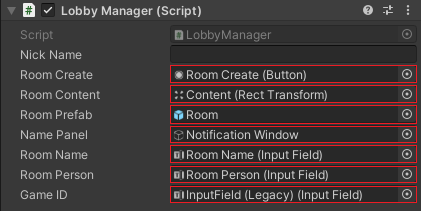 Lobby Manager (Script)
Script LobbyManager
Nick Name
Room Create Room Create (Button)
Room Content Content (Rect Transform)
Room Prefab Room
Name Panel Notification Window
Room Name Room Name (Input Field)
Room Person Room Person (Input Field)
Game ID InputField (Legacy) (Input Field)